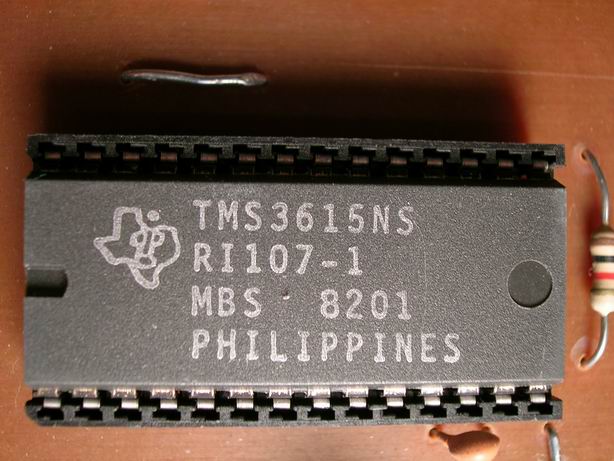 TMS3615NS
RI107-1
MBS 8201
PHILIPPINES